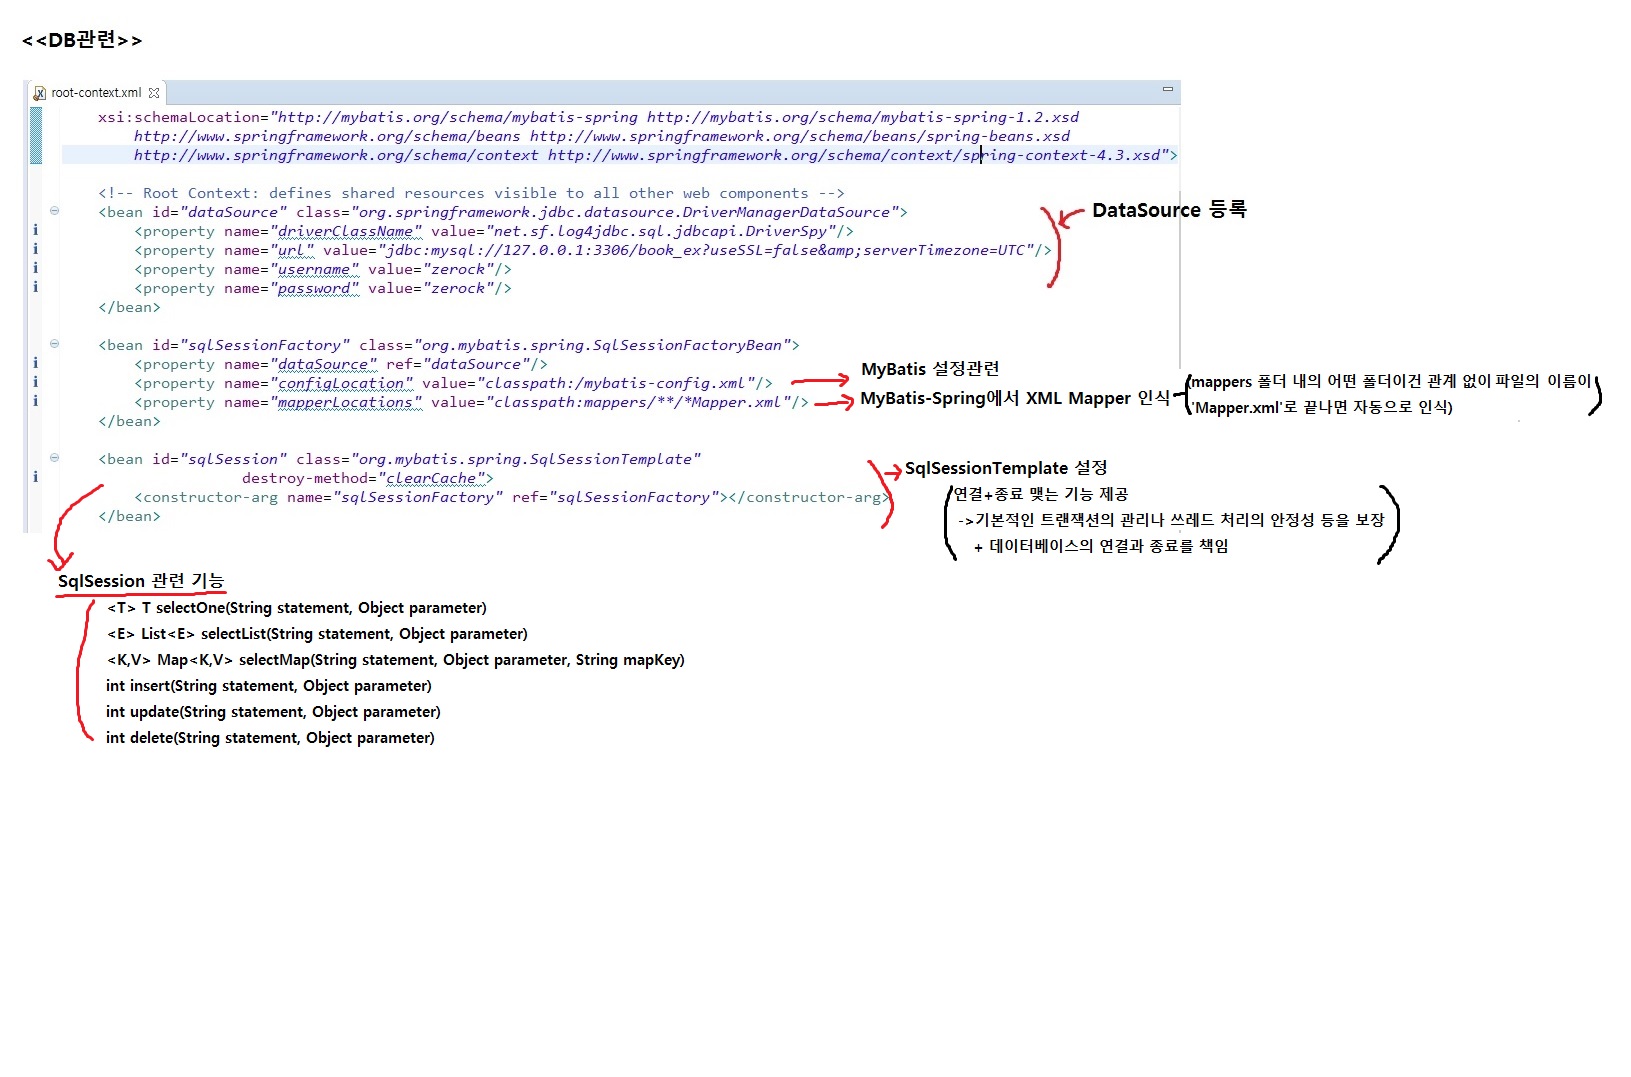 <<DB관련>>
root-context.xml
xsi:schemaLocation="http://mybatis.org/schema/mybatis-spring http://mybatis.org/schema/mybatis-spring-1.2.xsd
http://www.springframework.org/schema/beans http://www.springframework.org/schema/beans/spring-beans.xsd
http://www.springframework.org/schema/context http://www.springframework.org/schema/context/spring-context-4.3.xsd">
<!-- Root Context: defines shared resources visible to all other web components -->
<bean id="dataSource" class="org.springframework.jdbc.datasource.DriverManagerDataSource">
DataSource 등록
<property name="driverClassName" value="net.sf.log4jdbc.sql.jdbcapi.DriverSpy"/>
<property name="url" value="jdbc:mysql://127.0.0.1:3306/book_ex?useSSL=false&amp;serverTimezone=UTC"/>
<property name="username" value="zerock"/>
<property name="password" value="zerock"/>
</bean>
<bean id="sqlSessionFactory" class="org.mybatis.spring.SqlSessionFactoryBean">
<property name="dataSource" ref="dataSource"/>
<property name="configLocation" value="classpath:/mybatis-config.xml"/>
MyBatis 설정관련
<property name="mapperLocations" value="classpath:mappers/**/*Mapper.xml"/>
MyBatis-Spring에서 XML Mapper 인식
(mappers 폴더 내의 어떤 폴더이건 관계 없이 파일의 이름이
'Mapper.xml'로 끝나면 자동으로 인식)
</bean>
<bean id="sqlSession" class="org.mybatis.spring.SqlSessionTemplate"
destroy-method="clearCache">
<constructor-arg name="sqlSessionFactory" ref="sqlSessionFactory"></constructor-arg>
</bean>
SqlSessionTemplate 설정
연결+종료 맺는 기능 제공
->기본적인 트랜잭션의 관리나 쓰레드 처리의 안정성 등을 보장
+ 데이터베이스의 연결과 종료를 책임
SqlSession 관련 기능
<T> T selectOne(String statement, Object parameter)
<E> List<E> selectList(String statement, Object parameter)
<K,V> Map<K,V> selectMap(String statement, Object parameter, String mapKey)
int insert(String statement, Object parameter)
int update(String statement, Object parameter)
int delete(String statement, Object parameter)